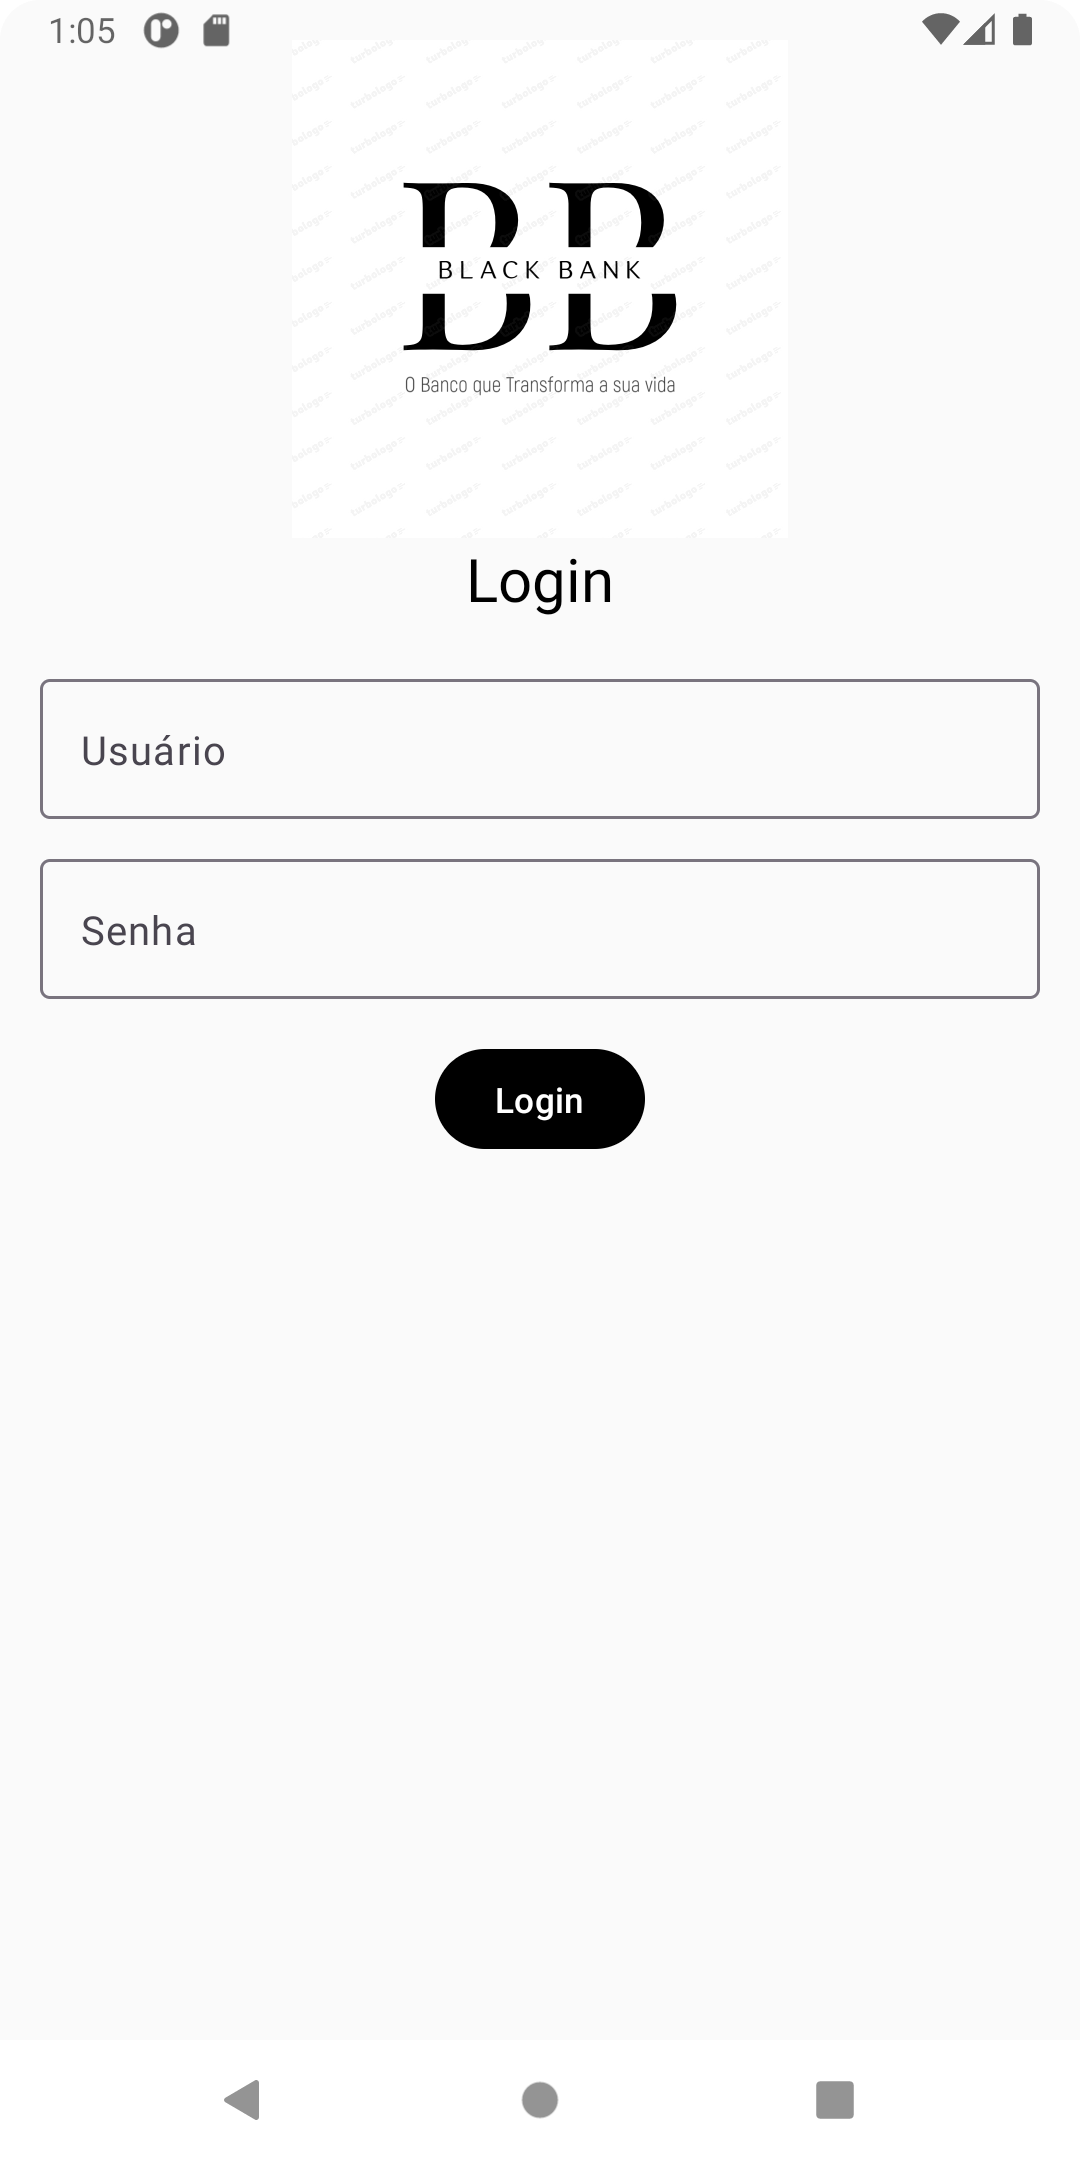 1:05
BB
BLACK BANK
O Banco que Transforma a sua vida
Login
Usuário
Senha
Login